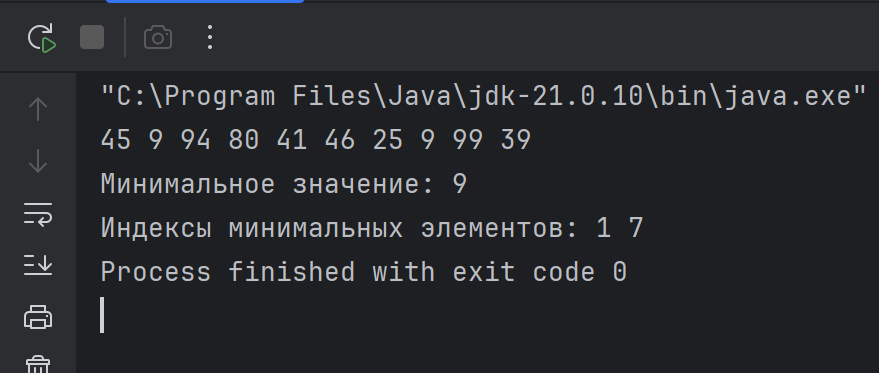 "C:\Program Files\Java\jdk-21.0.10\bin\java.exe"
45 9 94 80 41 46 25 9 99 39
Минимальное значение: 9
Индексы минимальных элементов: 1 7
Process finished with exit code 0